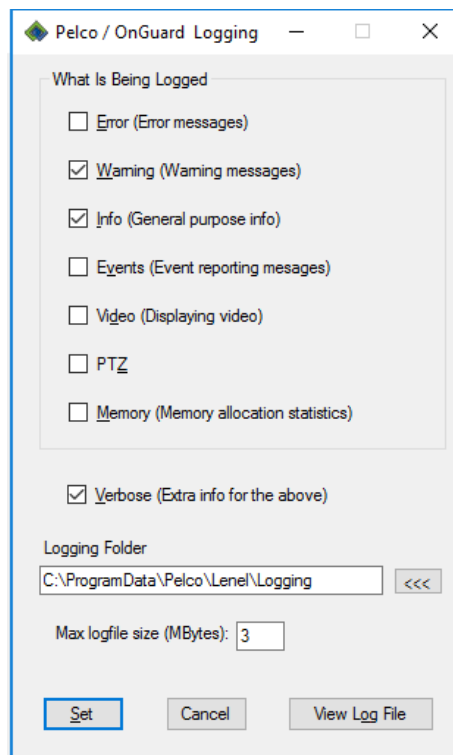 Pelco / OnGuard Logging
What Is Being Logged
Error (Error messages)
Warning (Warning messages)
Info (General purpose info)
Events (Event reporting mesages)
Video (Displaying video)
PTZ
Memory (Memory allocation statistics)
Verbose (Extra info for the above)
Logging Folder
C:\ProgramData\Pelco\Lenel\Logging <<<
Max logfile size (MBytes): 3
Set Cancel View Log File